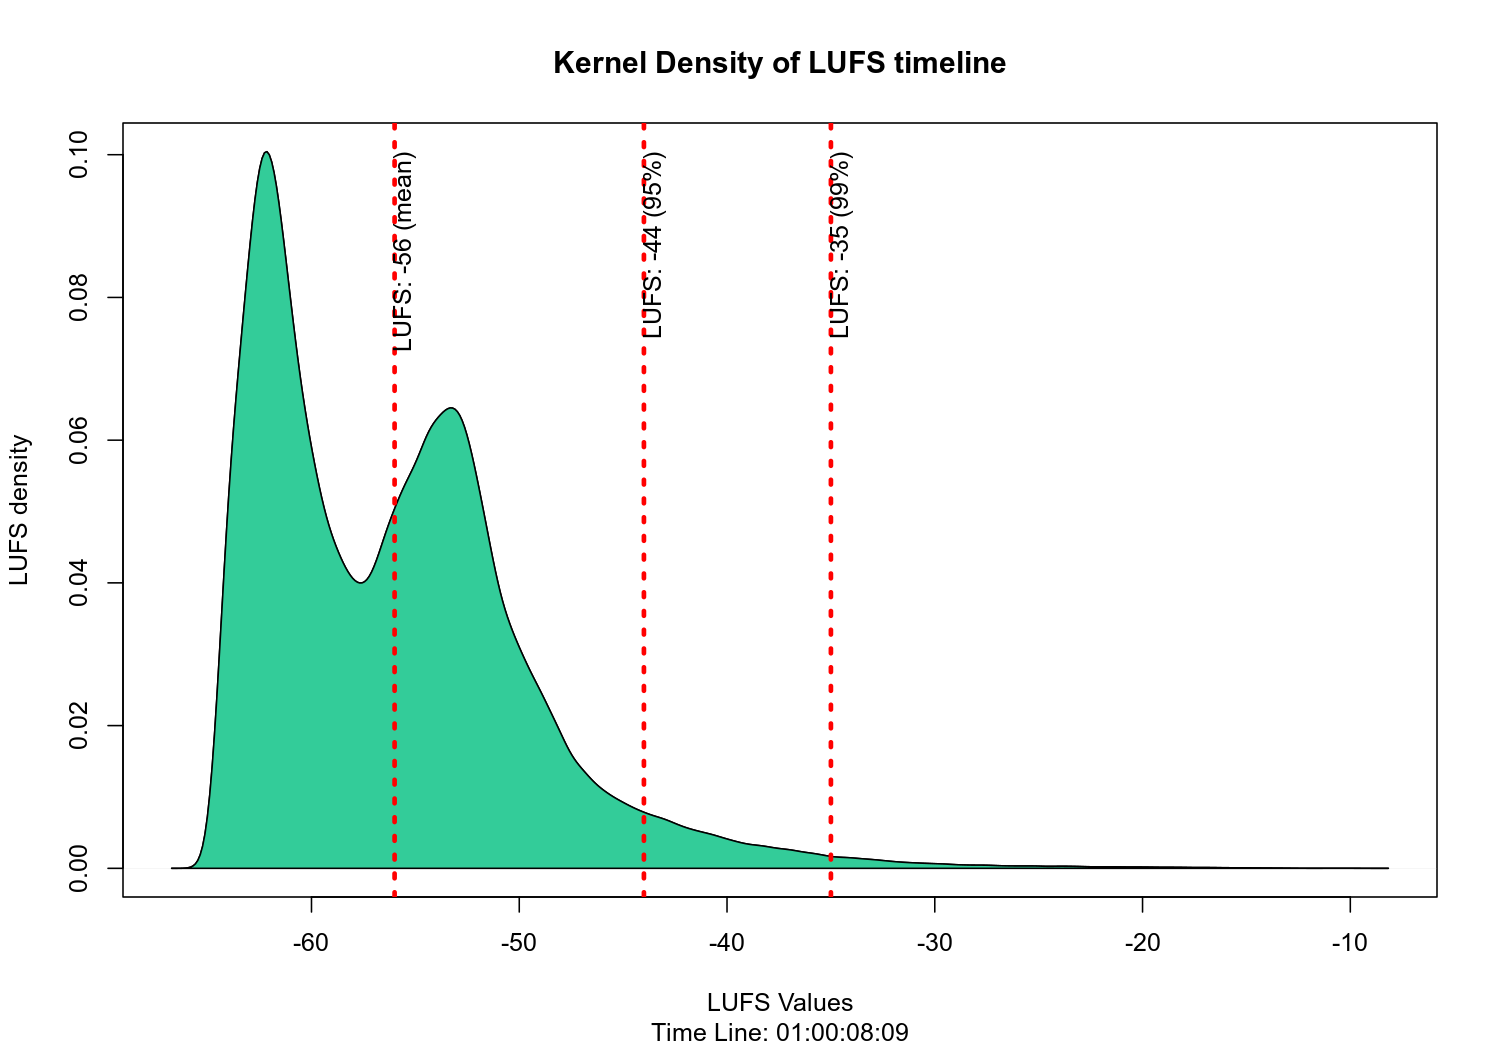 Kernel Density of LUFS timeline
LUFS density
0.10
0.08
0.06
0.04
0.02
0.00
LUFS: -56 (mean)
LUFS: -44 (95%)
LUFS: -35 (99%)
-60
-50
-40
-30
-20
-10
LUFS Values
Time Line: 01:00:08:09